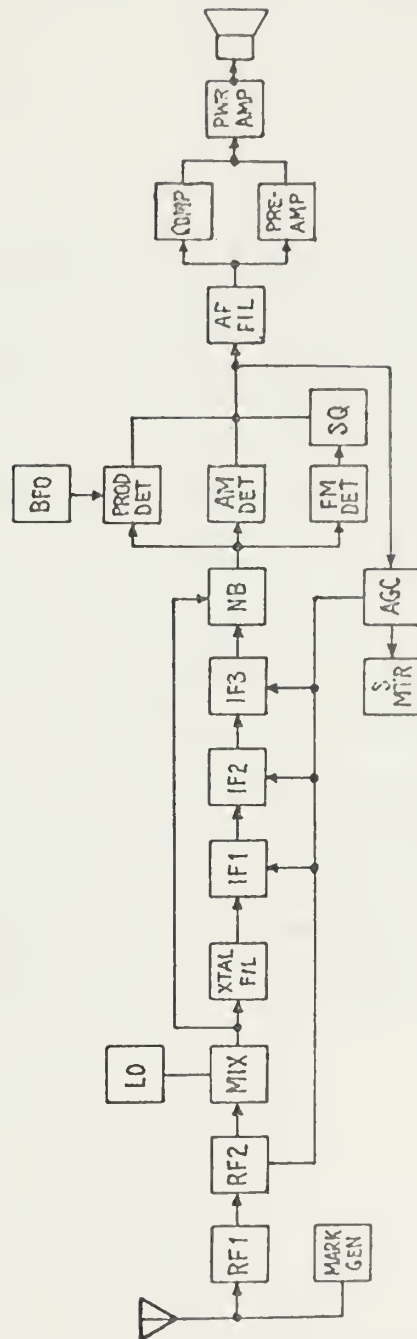 MARK
GEN
RF1
RF2
LO
MIX
XTAL
FIL
IF1
IF2
IF3
NB
BFO
PROD
DET
AM
DET
FM
DET
SQ
AGC
S
MTR
AF
FIL
COMP
PRE-
AMP
PWR
AMP